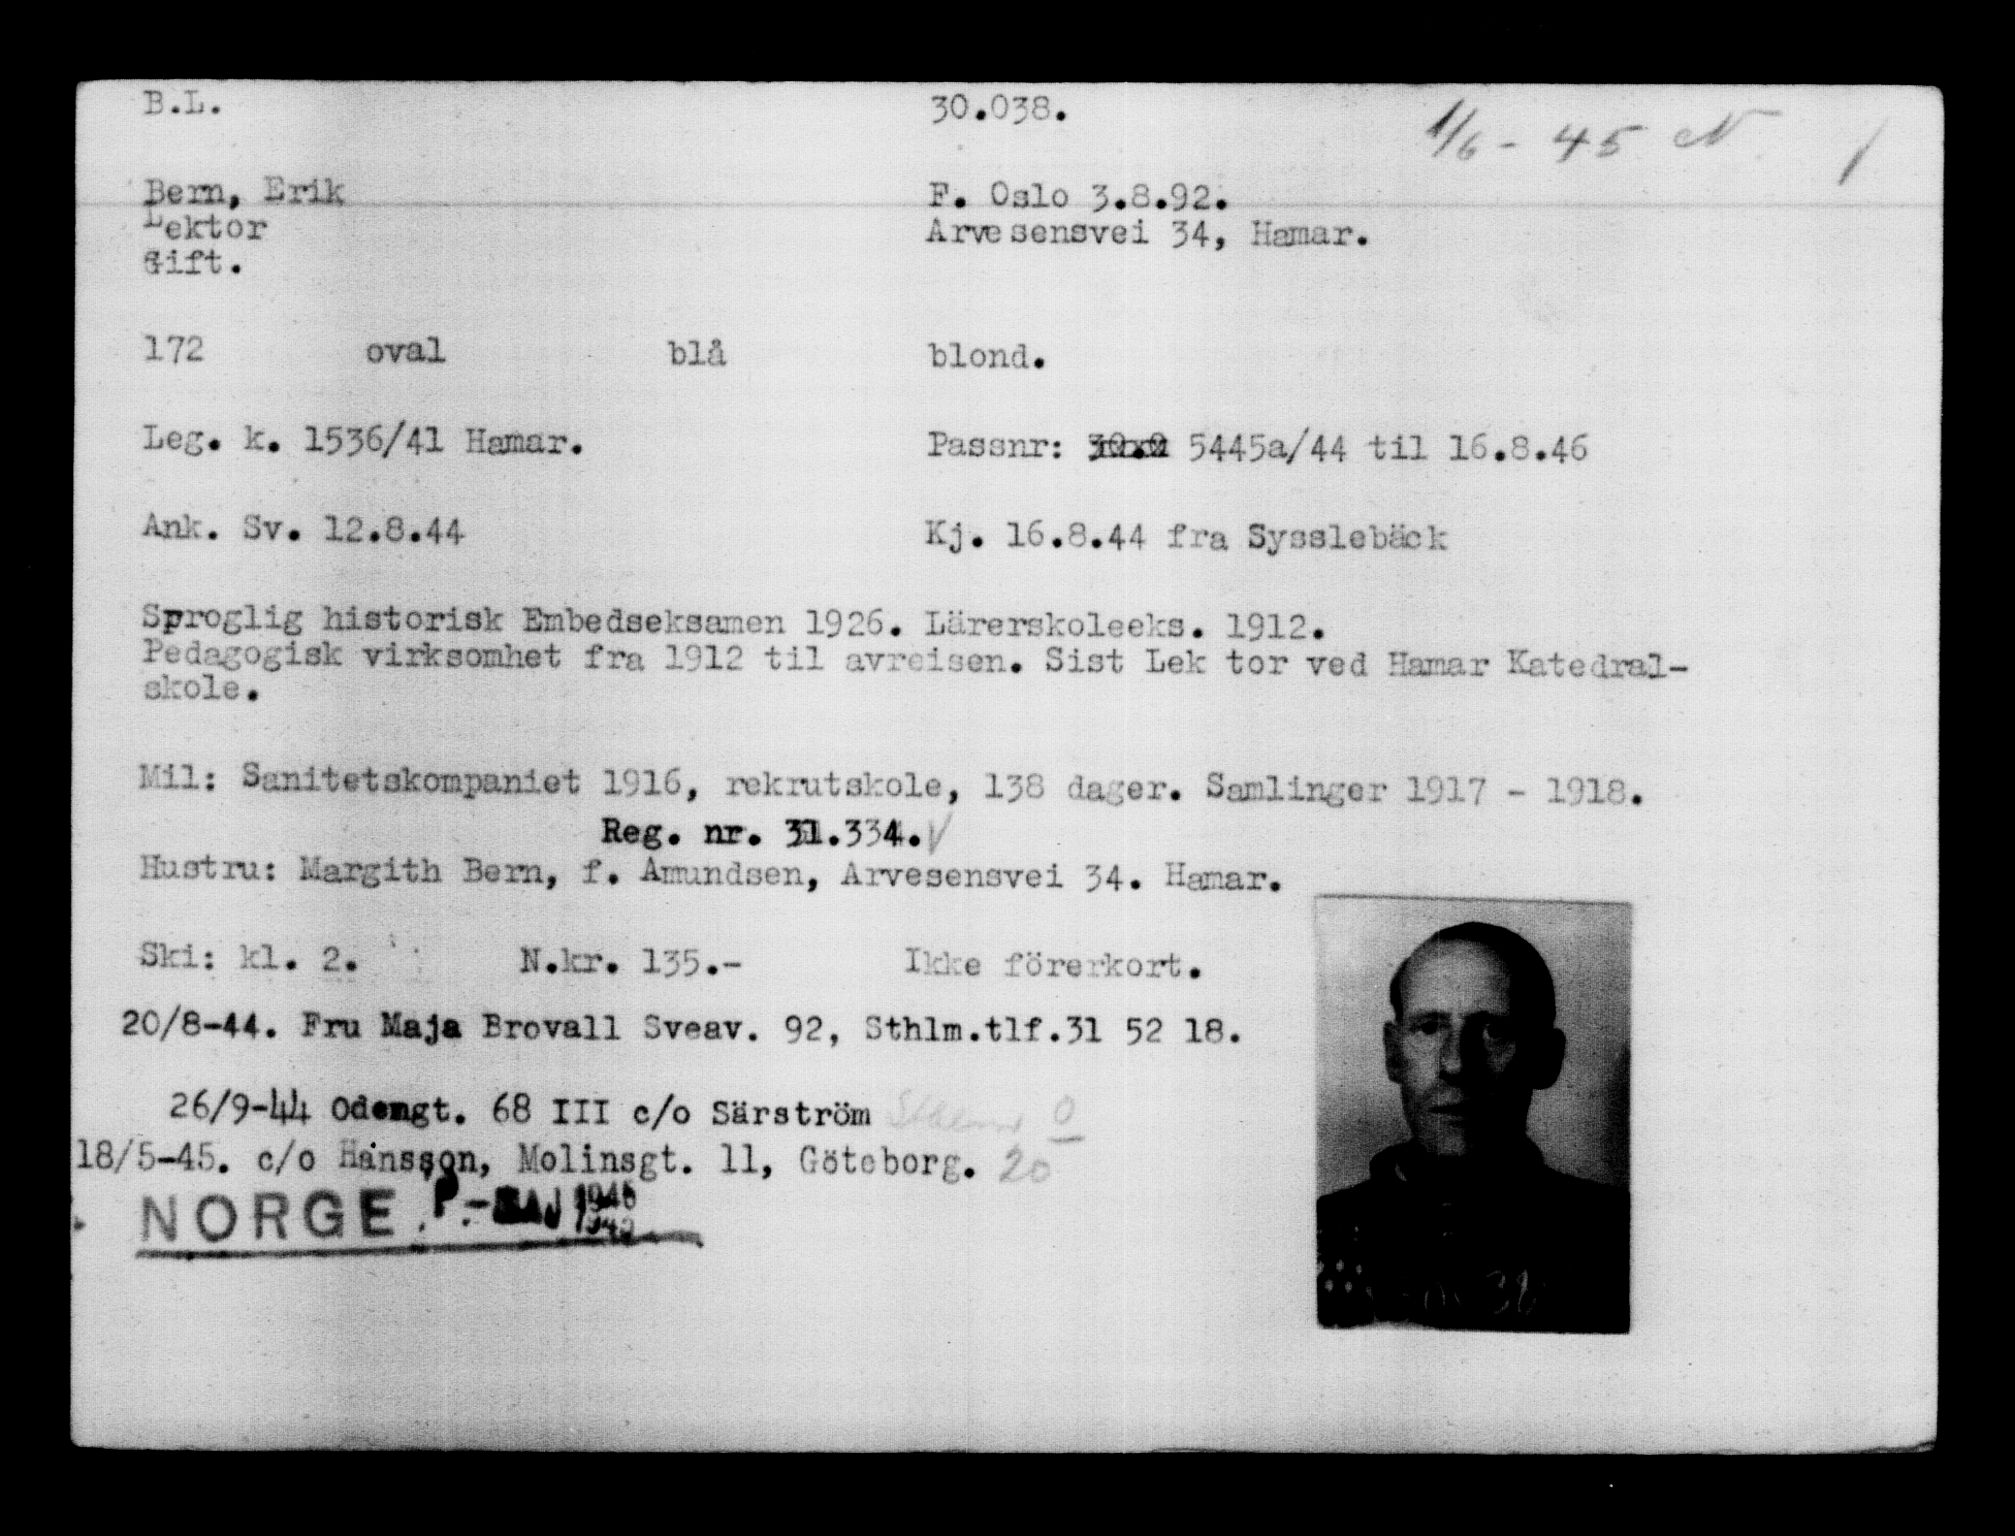 B.L. 30.038. 1/6 - 45 N
Bern, Erik F. Oslo 3.8.92.
Lektor Arvesensvei 34, Hamar.
Gift.
172 oval blå blond.
Leg. k. 1536/41 Hamar. Passnr: 5445a/44 til 16.8.46
Ank. Sv. 12.8.44 Kj. 16.8.44 fra Sysslebäck
Sproglig historisk Embedseksamen 1926. Lärerskoleeks. 1912.
Pedagogisk virksomhet fra 1912 til avreisen. Sist Lek tor ved Hamar Katedral-
skole.
Mil: Sanitetskompaniet 1916, rekrutskole, 138 dager. Samlinger 1917 - 1918.
Reg. nr. 31.334.
Hustru: Margith Bern, f. Amundsen, Arvesensvei 34. Hamar.
Ski: kl. 2. N.kr. 135.- Ikke förerkort.
20/8-44. Fru Maja Brovall Sveav. 92, Sthlm.tlf.31 52 18.
26/9-44 Odengt. 68 III c/o Särström
18/5-45. c/o Hansson, Molinsgt. 11, Göteborg. 20
NORGE